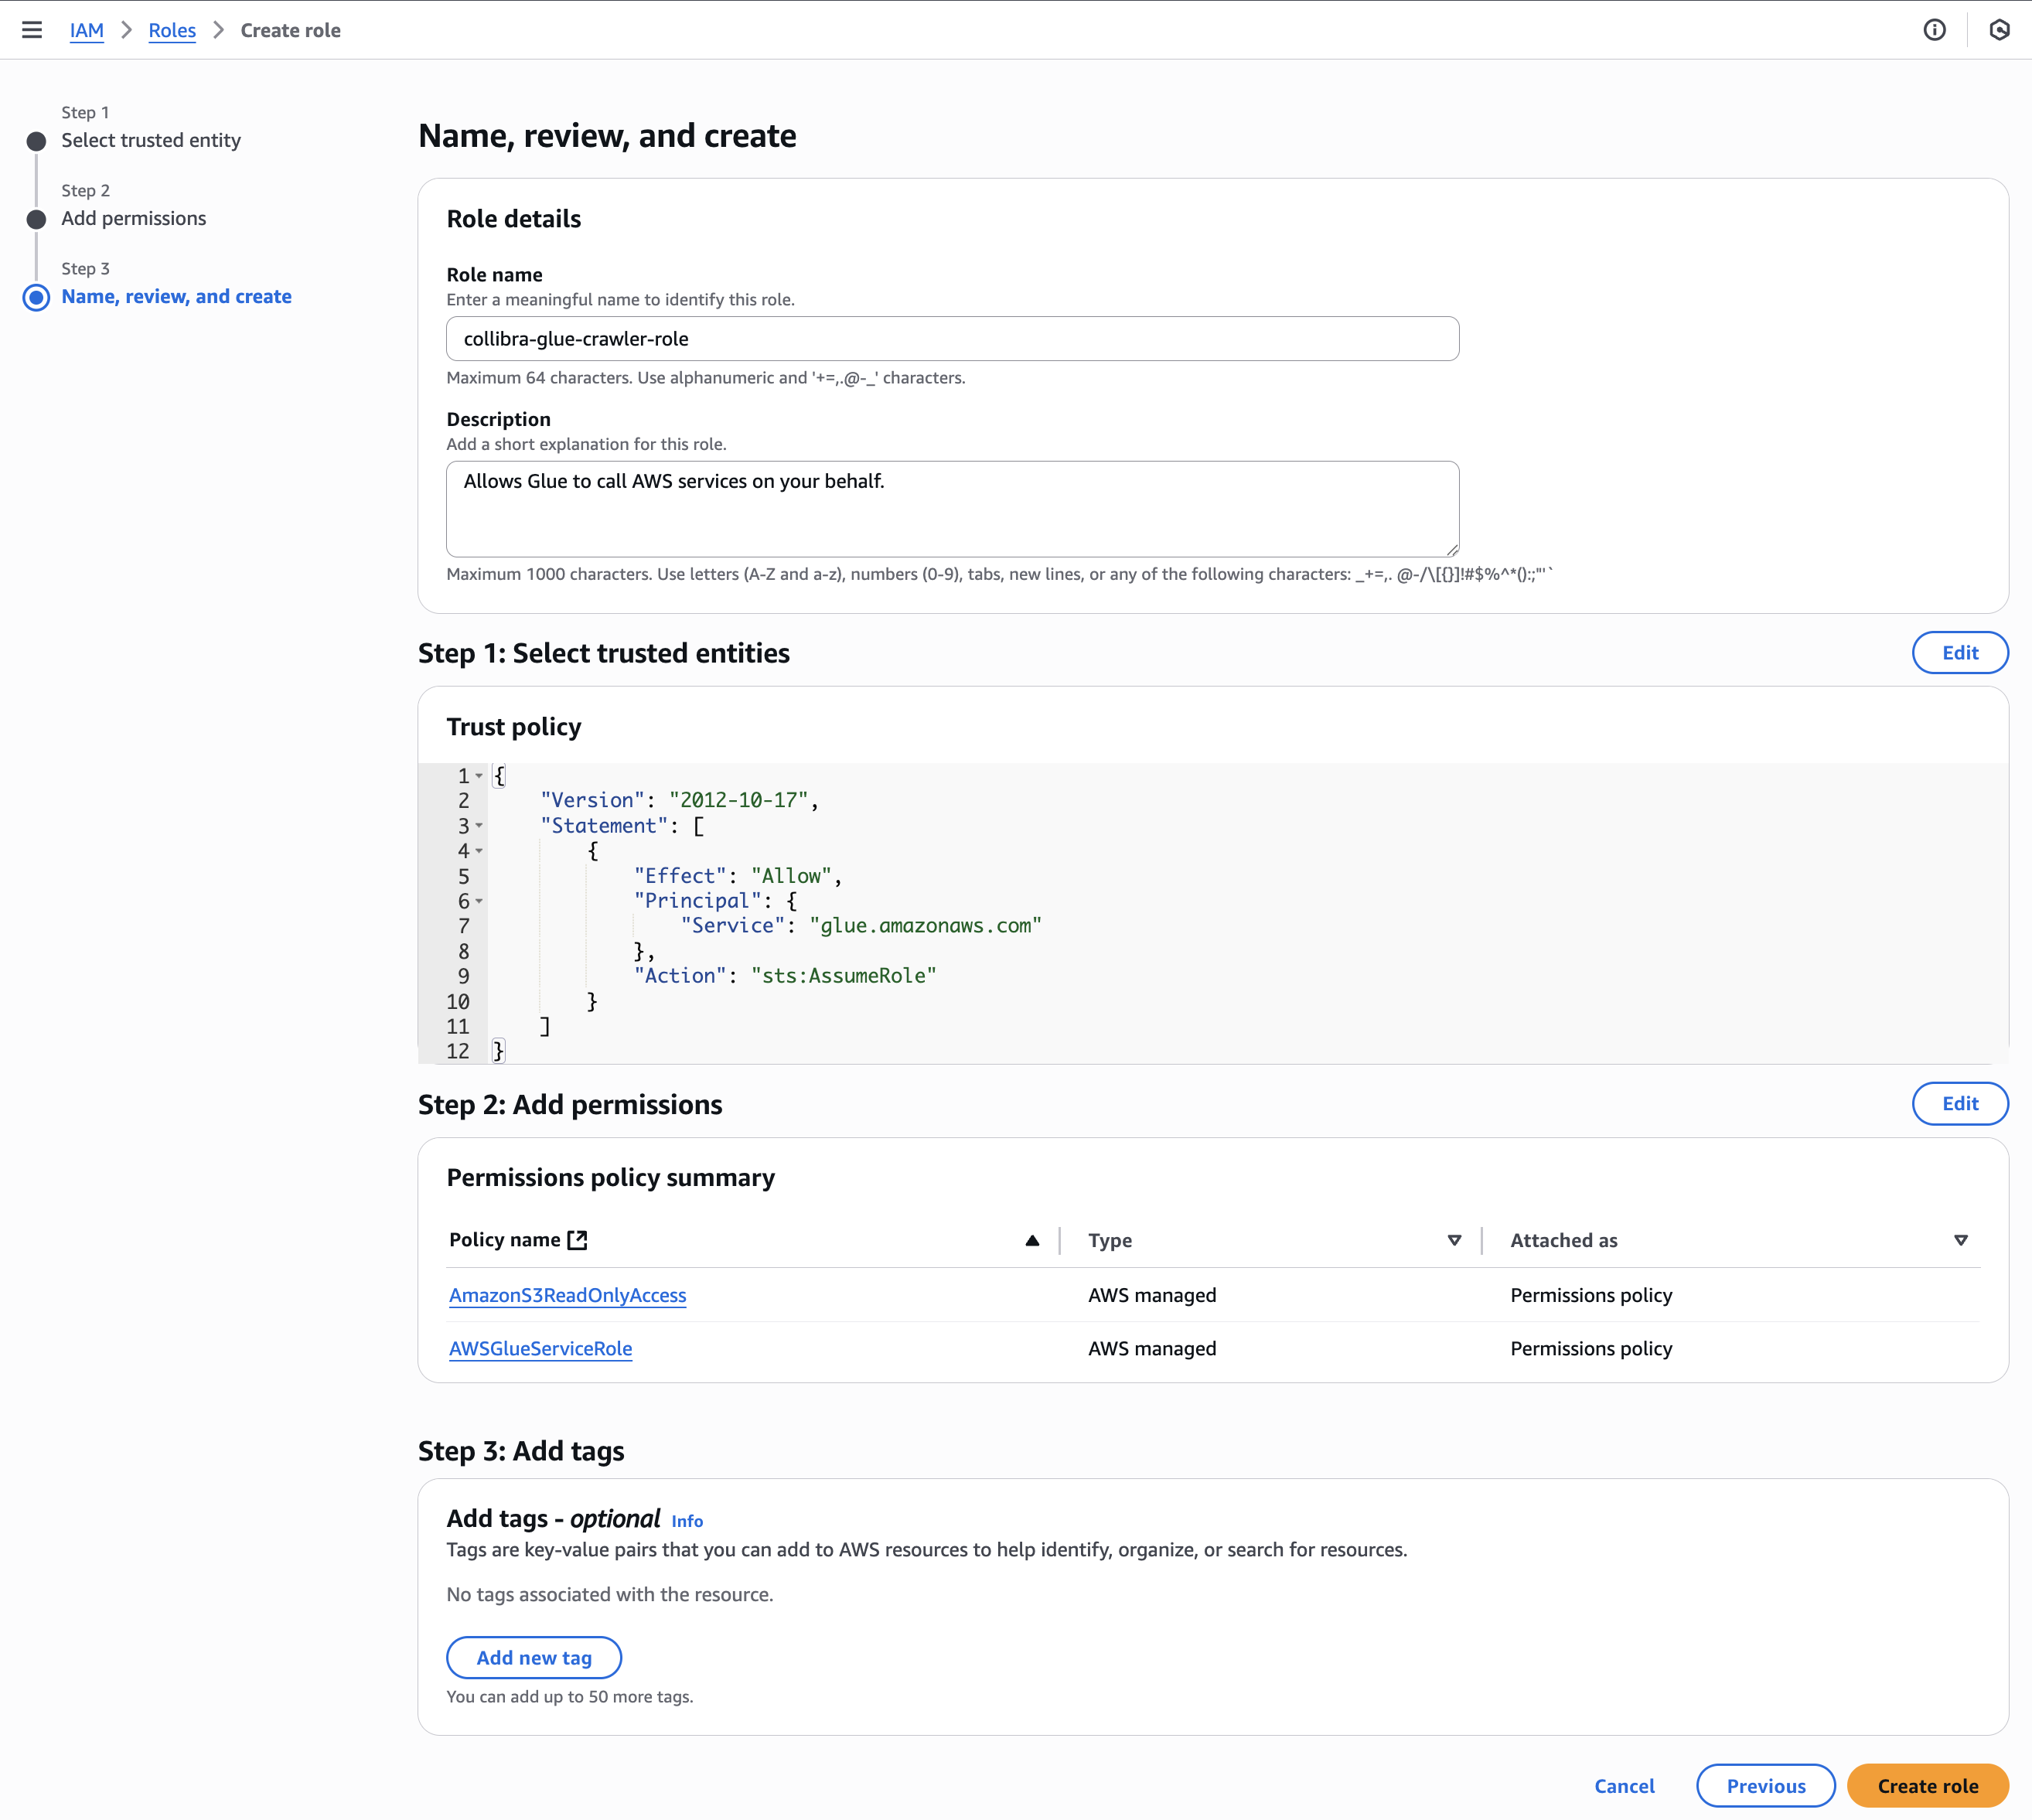 IAM > Roles > Create role
Step 1
Select trusted entity
Step 2
Add permissions
Step 3
Name, review, and create
Name, review, and create
Role details
Role name
Enter a meaningful name to identify this role.
collibra-glue-crawler-role
Maximum 64 characters. Use alphanumeric and '+=,.@-_' characters.
Description
Add a short explanation for this role.
Allows Glue to call AWS services on your behalf.
Maximum 1000 characters. Use letters (A-Z and a-z), numbers (0-9), tabs, new lines, or any of the following characters: _+=,. @-/\[{}]!#$%^*();:"'`
Step 1: Select trusted entities
Edit
Trust policy
1 {
2     "Version": "2012-10-17",
3     "Statement": [
4         {
5             "Effect": "Allow",
6             "Principal": {
7                 "Service": "glue.amazonaws.com"
8             },
9             "Action": "sts:AssumeRole"
10         }
11     ]
12 }
Step 2: Add permissions
Edit
Permissions policy summary
Policy name Type Attached as
AmazonS3ReadOnlyAccess AWS managed Permissions policy
AWSGlueServiceRole AWS managed Permissions policy
Step 3: Add tags
Add tags - optional Info
Tags are key-value pairs that you can add to AWS resources to help identify, organize, or search for resources.
No tags associated with the resource.
Add new tag
You can add up to 50 more tags.
Cancel Previous Create role